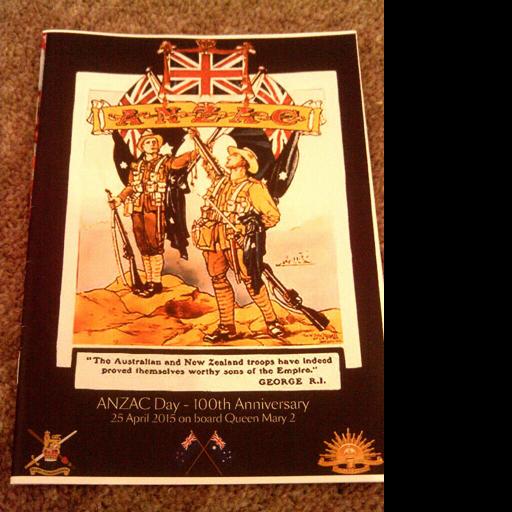 A·N·Z·A·C
"The Australian and New Zealand troops have indeed
proved themselves worthy sons of the Empire."
GEORGE R.I.
ANZAC Day - 100th Anniversary
25 April 2015 on board Queen Mary 2